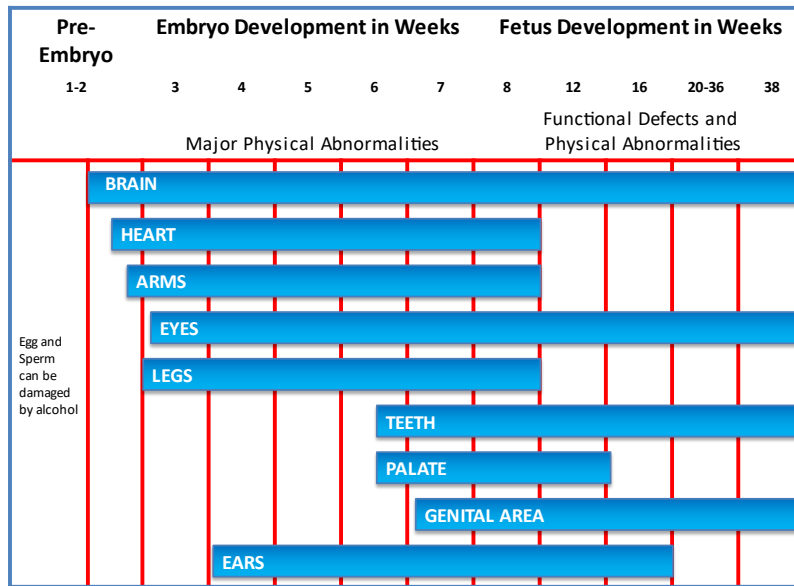 Pre-
Embryo
Embryo Development in Weeks
Fetus Development in Weeks
1-2 3 4 5 6 7 8 12 16 20-36 38
Major Physical Abnormalities
Functional Defects and
Physical Abnormalities
BRAIN
HEART
ARMS
EYES
Egg and
Sperm
can be
damaged
by alcohol
LEGS
TEETH
PALATE
GENITAL AREA
EARS